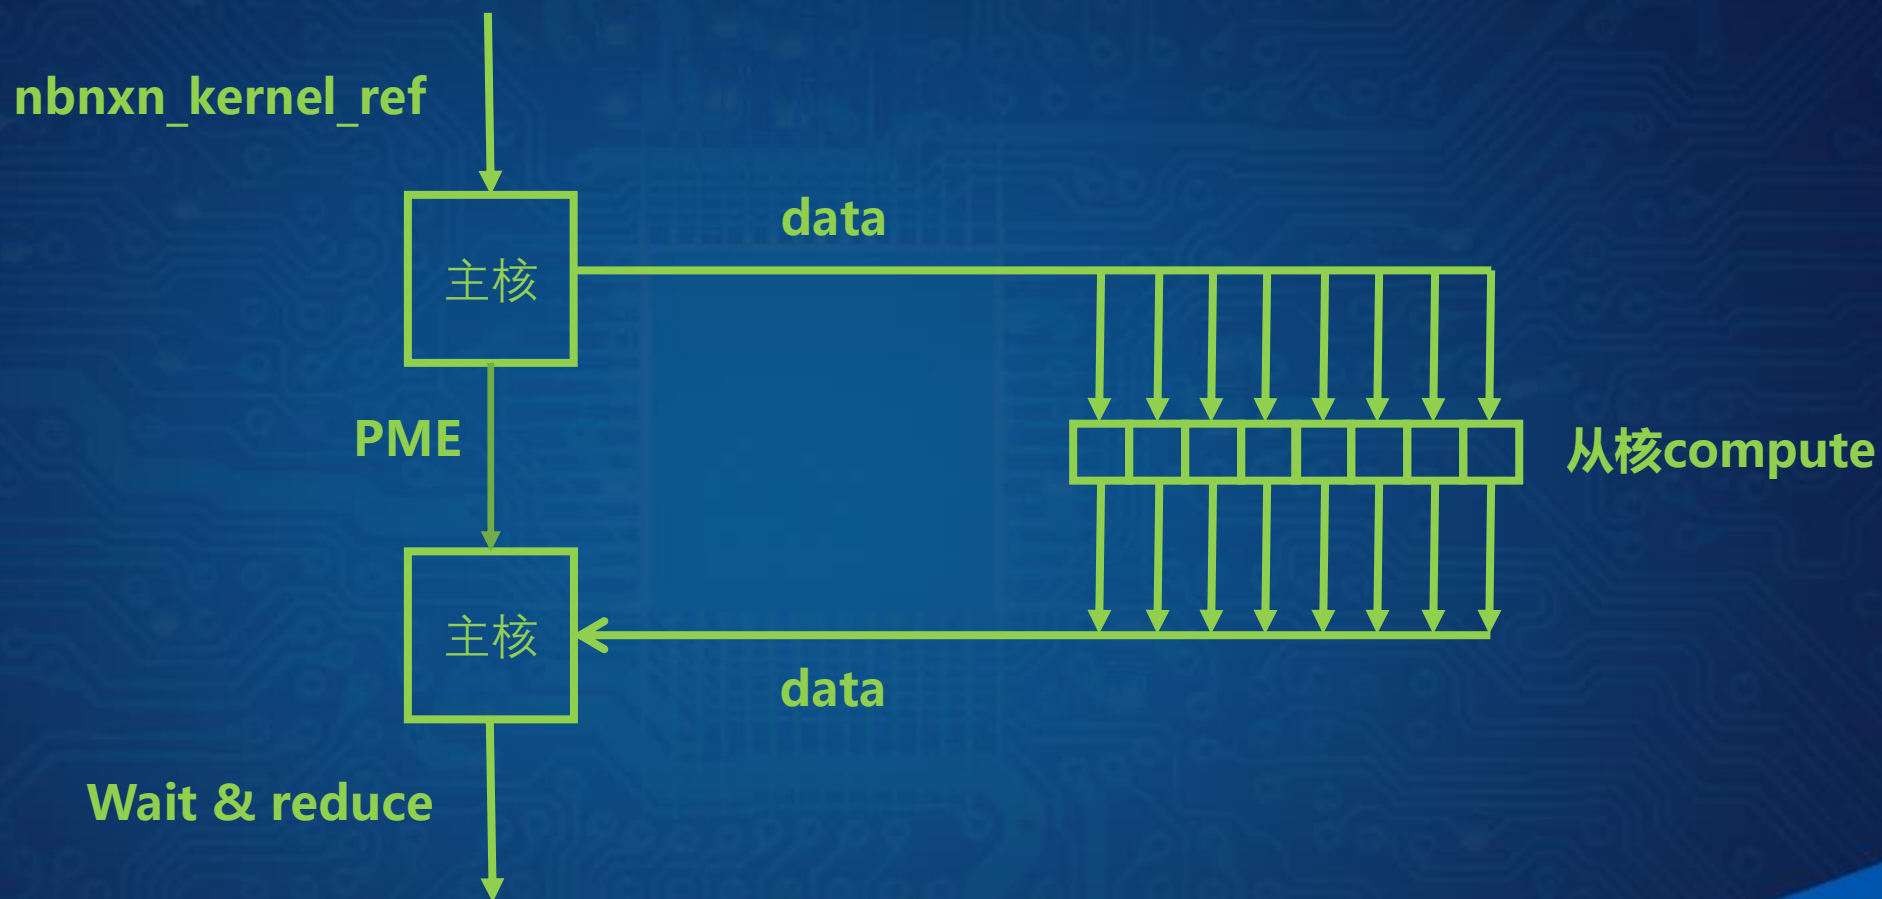 nbnxn_kernel_ref
data
主核
PME
从核compute
主核
data
Wait & reduce